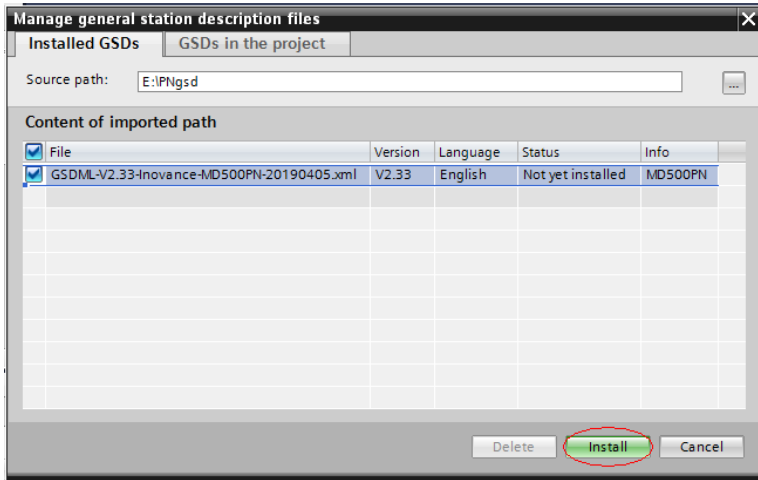 Manage general station description files
Installed GSDs GSDs in the project
Source path: E:\PNgsd ...
Content of imported path
File Version Language Status Info
GSDML-V2.33-Inovance-MD500PN-20190405.xml V2.33 English Not yet installed MD500PN
Delete Install Cancel